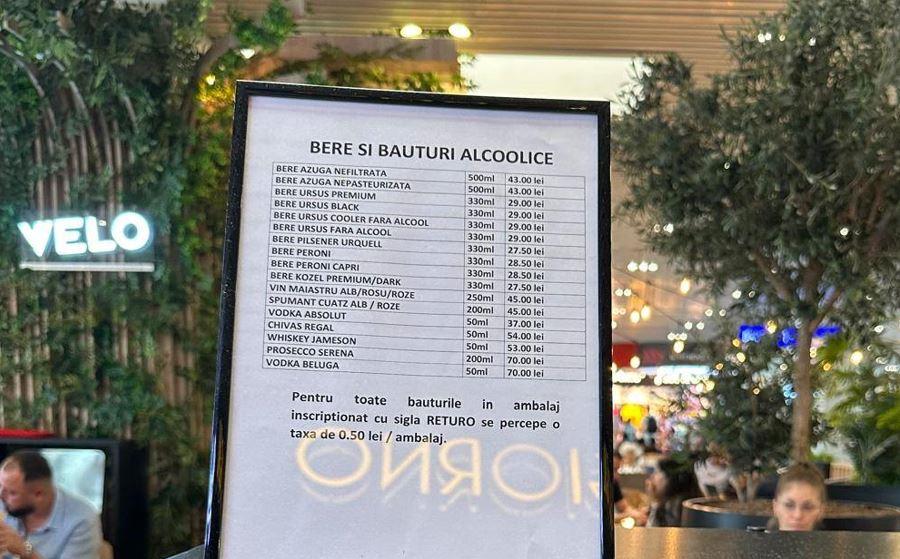 BERE SI BAUTURI ALCOOLICE
BERE AZUGA NEFILTRATA 500ml 43.00 lei
BERE AZUGA NEPASTEURIZATA 500ml 43.00 lei
BERE URSUS PREMIUM 330ml 29.00 lei
BERE URSUS BLACK 330ml 29.00 lei
BERE URSUS COOLER FARA ALCOOL 330ml 29.00 lei
BERE URSUS FARA ALCOOL 330ml 29.00 lei
BERE PILSENER URQUELL 330ml 27.50 lei
BERE PERONI 330ml 28.50 lei
BERE PERONI CAPRI 330ml 28.50 lei
BERE KOZEL PREMIUM/DARK 330ml 27.50 lei
VIN MAIASTRU ALB/ROSU/ROZE 250ml 45.00 lei
SPUMANT CUATZ ALB / ROZE 200ml 45.00 lei
VODKA ABSOLUT 50ml 37.00 lei
CHIVAS REGAL 50ml 54.00 lei
WHISKEY JAMESON 50ml 53.00 lei
PROSECCO SERENA 200ml 70.00 lei
VODKA BELUGA 50ml 70.00 lei
Pentru toate bauturile in ambalaj
inscriptionat cu sigla RETURO se percepe o
taxa de 0.50 lei / ambalaj.
VELO